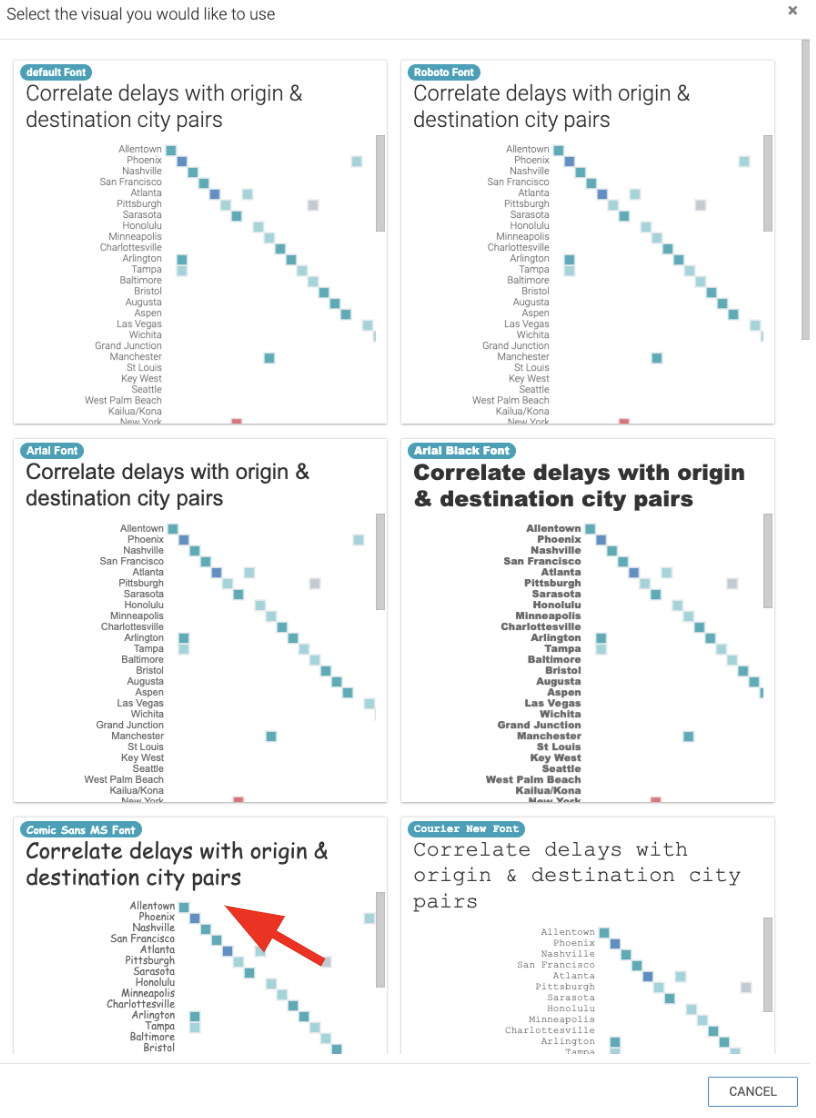 Select the visual you would like to use
×
default Font
Correlate delays with origin &
destination city pairs
Allentown
Phoenix
Nashville
San Francisco
Atlanta
Pittsburgh
Sarasota
Honolulu
Minneapolis
Charlottesville
Arlington
Tampa
Baltimore
Bristol
Augusta
Aspen
Las Vegas
Wichita
Grand Junction
Manchester
St Louis
Key West
Seattle
West Palm Beach
Kailua/Kona
New York
Roboto Font
Correlate delays with origin &
destination city pairs
Allentown
Phoenix
Nashville
San Francisco
Atlanta
Pittsburgh
Sarasota
Honolulu
Minneapolis
Charlottesville
Arlington
Tampa
Baltimore
Bristol
Augusta
Aspen
Las Vegas
Wichita
Grand Junction
Manchester
St Louis
Key West
Seattle
West Palm Beach
Kailua/Kona
New York
Arial Font
Correlate delays with origin &
destination city pairs
Allentown
Phoenix
Nashville
San Francisco
Atlanta
Pittsburgh
Sarasota
Honolulu
Minneapolis
Charlottesville
Arlington
Tampa
Baltimore
Bristol
Augusta
Aspen
Las Vegas
Wichita
Grand Junction
Manchester
St Louis
Key West
Seattle
West Palm Beach
Kailua/Kona
New York
Arial Black Font
Correlate delays with origin
& destination city pairs
Allentown
Phoenix
Nashville
San Francisco
Atlanta
Pittsburgh
Sarasota
Honolulu
Minneapolis
Charlottesville
Arlington
Tampa
Baltimore
Bristol
Augusta
Aspen
Las Vegas
Wichita
Grand Junction
Manchester
St Louis
Key West
Seattle
West Palm Beach
Kailua/Kona
New York
Comic Sans MS Font
Correlate delays with origin &
destination city pairs
Allentown
Phoenix
Nashville
San Francisco
Atlanta
Pittsburgh
Sarasota
Honolulu
Minneapolis
Charlottesville
Arlington
Tampa
Baltimore
Bristol
Courier New Font
Correlate delays with
origin & destination city
pairs
Allentown
Phoenix
Nashville
San Francisco
Atlanta
Pittsburgh
Sarasota
Honolulu
Minneapolis
Charlottesville
Arlington
Tampa
CANCEL